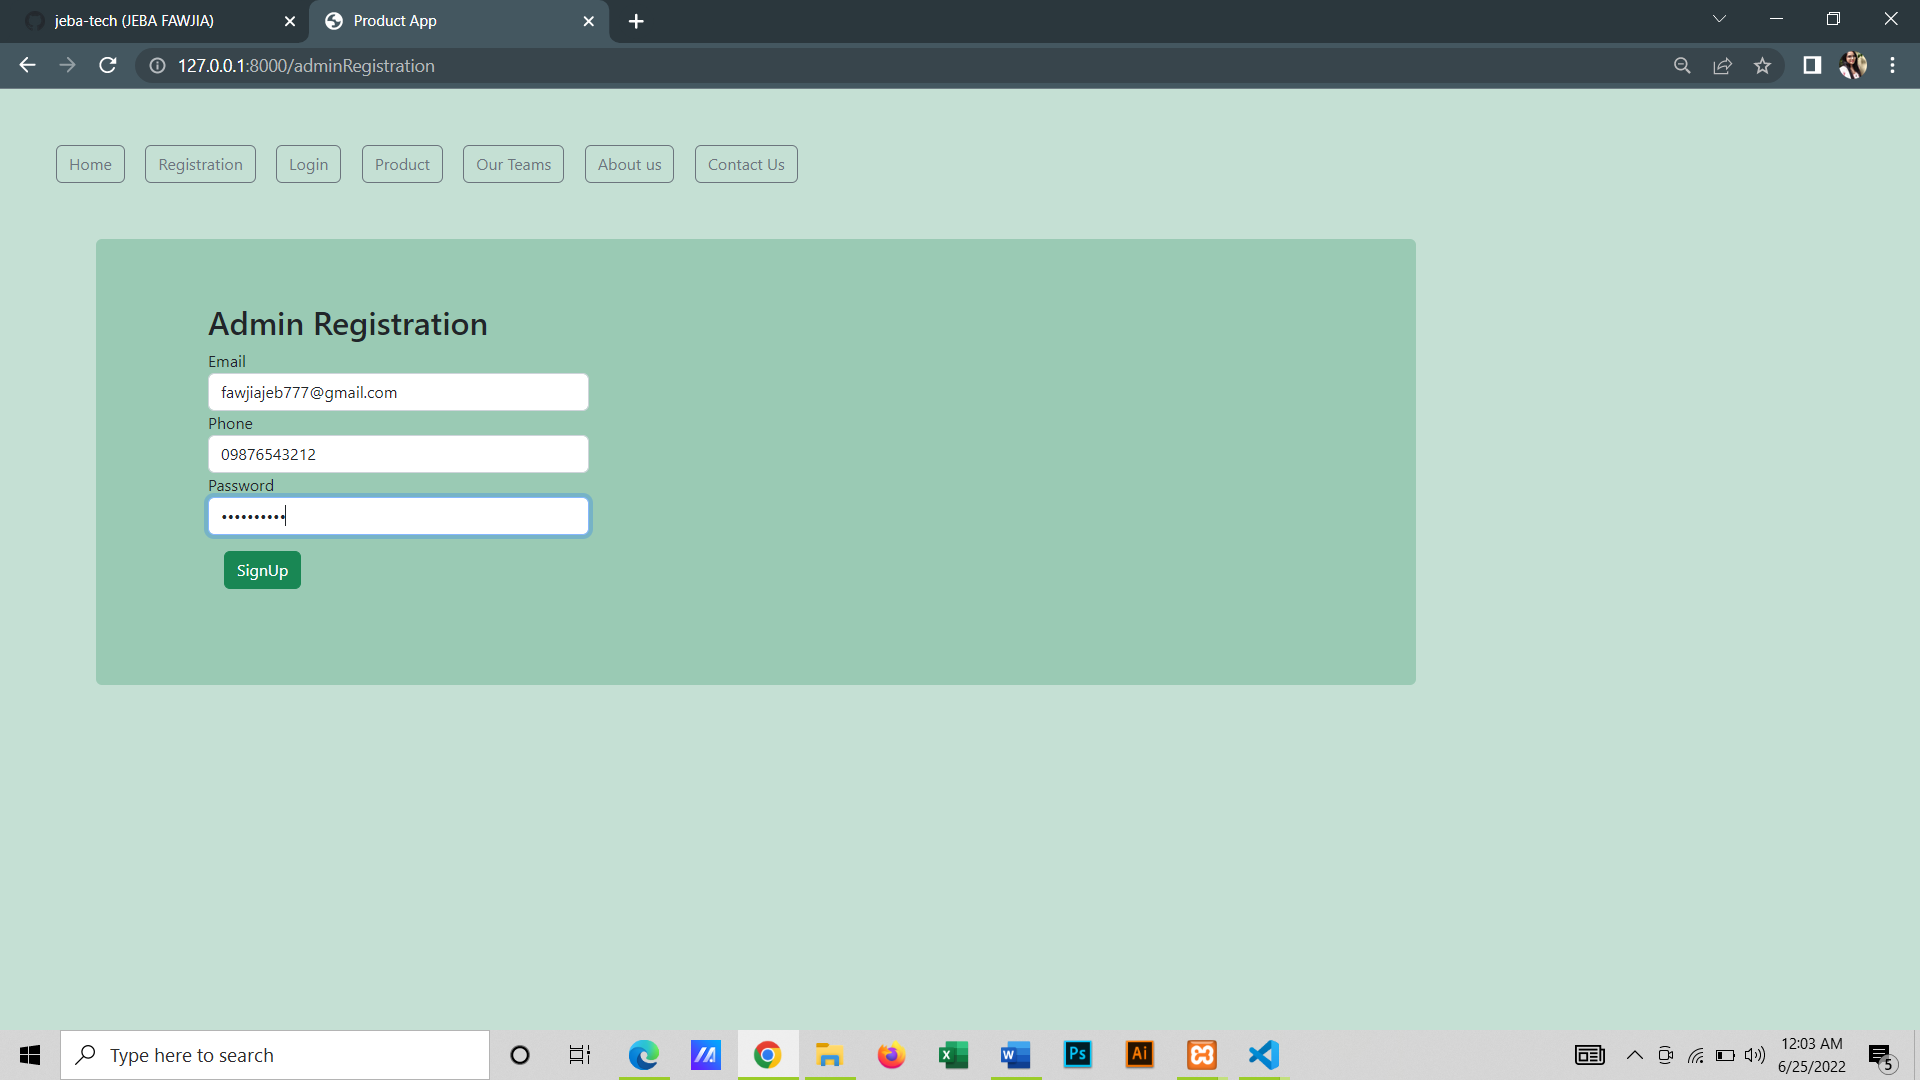 jeba-tech (JEBA FAWJIA)
Product App
127.0.0.1:8000/adminRegistration
Home
Registration
Login
Product
Our Teams
About us
Contact Us
Admin Registration
Email
fawjiajeb777@gmail.com
Phone
09876543212
Password
••••••••••
SignUp
Type here to search
Ps
Ai
12:03 AM
6/25/2022
5